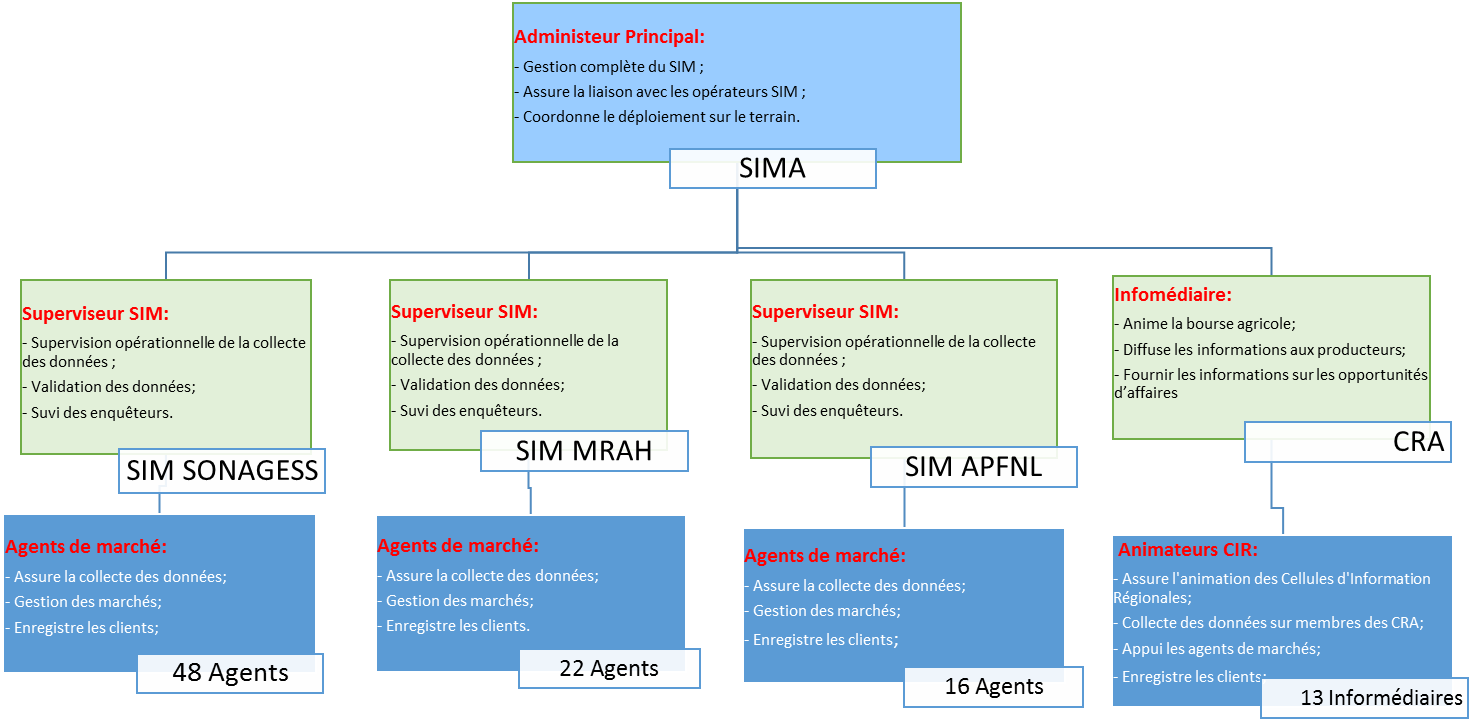 Administeur Principal:
- Gestion complète du SIM ;
- Assure la liaison avec les opérateurs SIM ;
- Coordonne le déploiement sur le terrain.
SIMA
Superviseur SIM:
- Supervision opérationnelle de la collecte
des données ;
- Validation des données;
- Suvi des enquêteurs.
SIM SONAGESS
Superviseur SIM:
- Supervision opérationnelle de la
collecte des données ;
- Validation des données;
- Suvi des enquêteurs.
SIM MRAH
Superviseur SIM:
- Supervision opérationnelle de la collecte
des données ;
- Validation des données;
- Suvi des enquêteurs.
SIM APFNL
Infomédiaire:
- Anime la bourse agricole;
- Diffuse les informations aux producteurs;
- Fournir les informations sur les opportunités
d’affaires
CRA
Agents de marché:
- Assure la collecte des données;
- Gestion des marchés;
- Enregistre les clients;
48 Agents
Agents de marché:
- Assure la collecte des données;
- Gestion des marchés;
- Enregistre les clients.
22 Agents
Agents de marché:
- Assure la collecte des données;
- Gestion des marchés;
- Enregistre les clients;
16 Agents
Animateurs CIR:
- Assure l'animation des Cellules d'Information
Régionales;
- Collecte des données sur membres des CRA;
- Appui les agents de marchés;
- Enregistre les clients;
13 Informédiaires